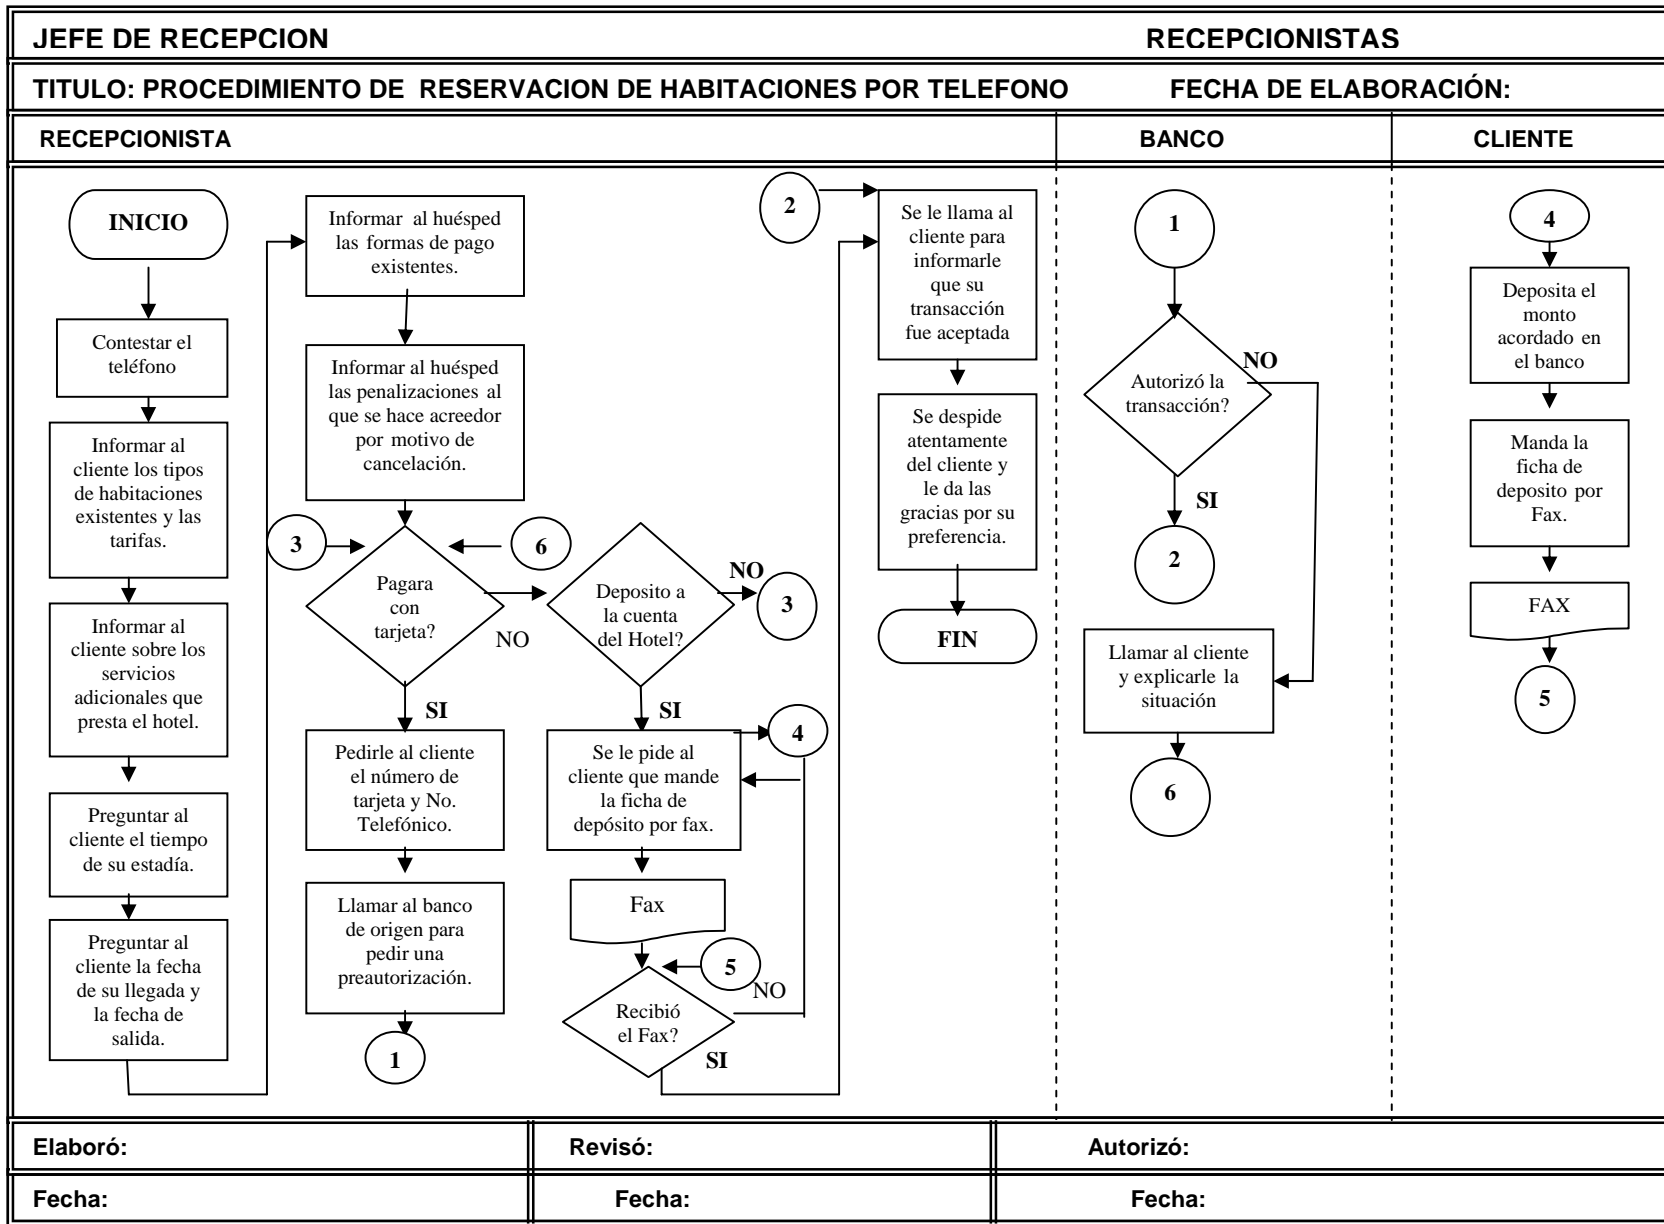 JEFE DE RECEPCION
RECEPCIONISTAS
TITULO: PROCEDIMIENTO DE RESERVACION DE HABITACIONES POR TELEFONO
FECHA DE ELABORACIÓN:
RECEPCIONISTA
BANCO
CLIENTE
INICIO
Contestar el
teléfono
Informar al
cliente los tipos
de habitaciones
existentes y las
tarifas.
Informar al
cliente sobre los
servicios
adicionales que
presta el hotel.
Preguntar al
cliente el tiempo
de su estadía.
Preguntar al
cliente la fecha
de su llegada y
la fecha de
salida.
Informar al huésped
las formas de pago
existentes.
Informar al huésped
las penalizaciones al
que se hace acreedor
por motivo de
cancelación.
3
6
Pagara
con
tarjeta?
NO
SI
Pedirle al cliente
el número de
tarjeta y No.
Telefónico.
Llamar al banco
de origen para
pedir una
preautorización.
1
Deposito a
la cuenta
del Hotel?
NO
3
SI
4
Se le pide al
cliente que mande
la ficha de
depósito por fax.
Fax
5
NO
Recibió
el Fax?
SI
2
Se le llama al
cliente para
informarle
que su
transacción
fue aceptada
Se despide
atentamente
del cliente y
le da las
gracias por su
preferencia.
FIN
1
Autorizó la
transacción?
NO
SI
2
Llamar al cliente
y explicarle la
situación
6
4
Deposita el
monto
acordado en
el banco
Manda la
ficha de
deposito por
Fax.
FAX
5
Elaboró:
Revisó:
Autorizó:
Fecha:
Fecha:
Fecha: